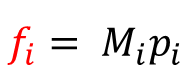 fᵢ = Mᵢpᵢ